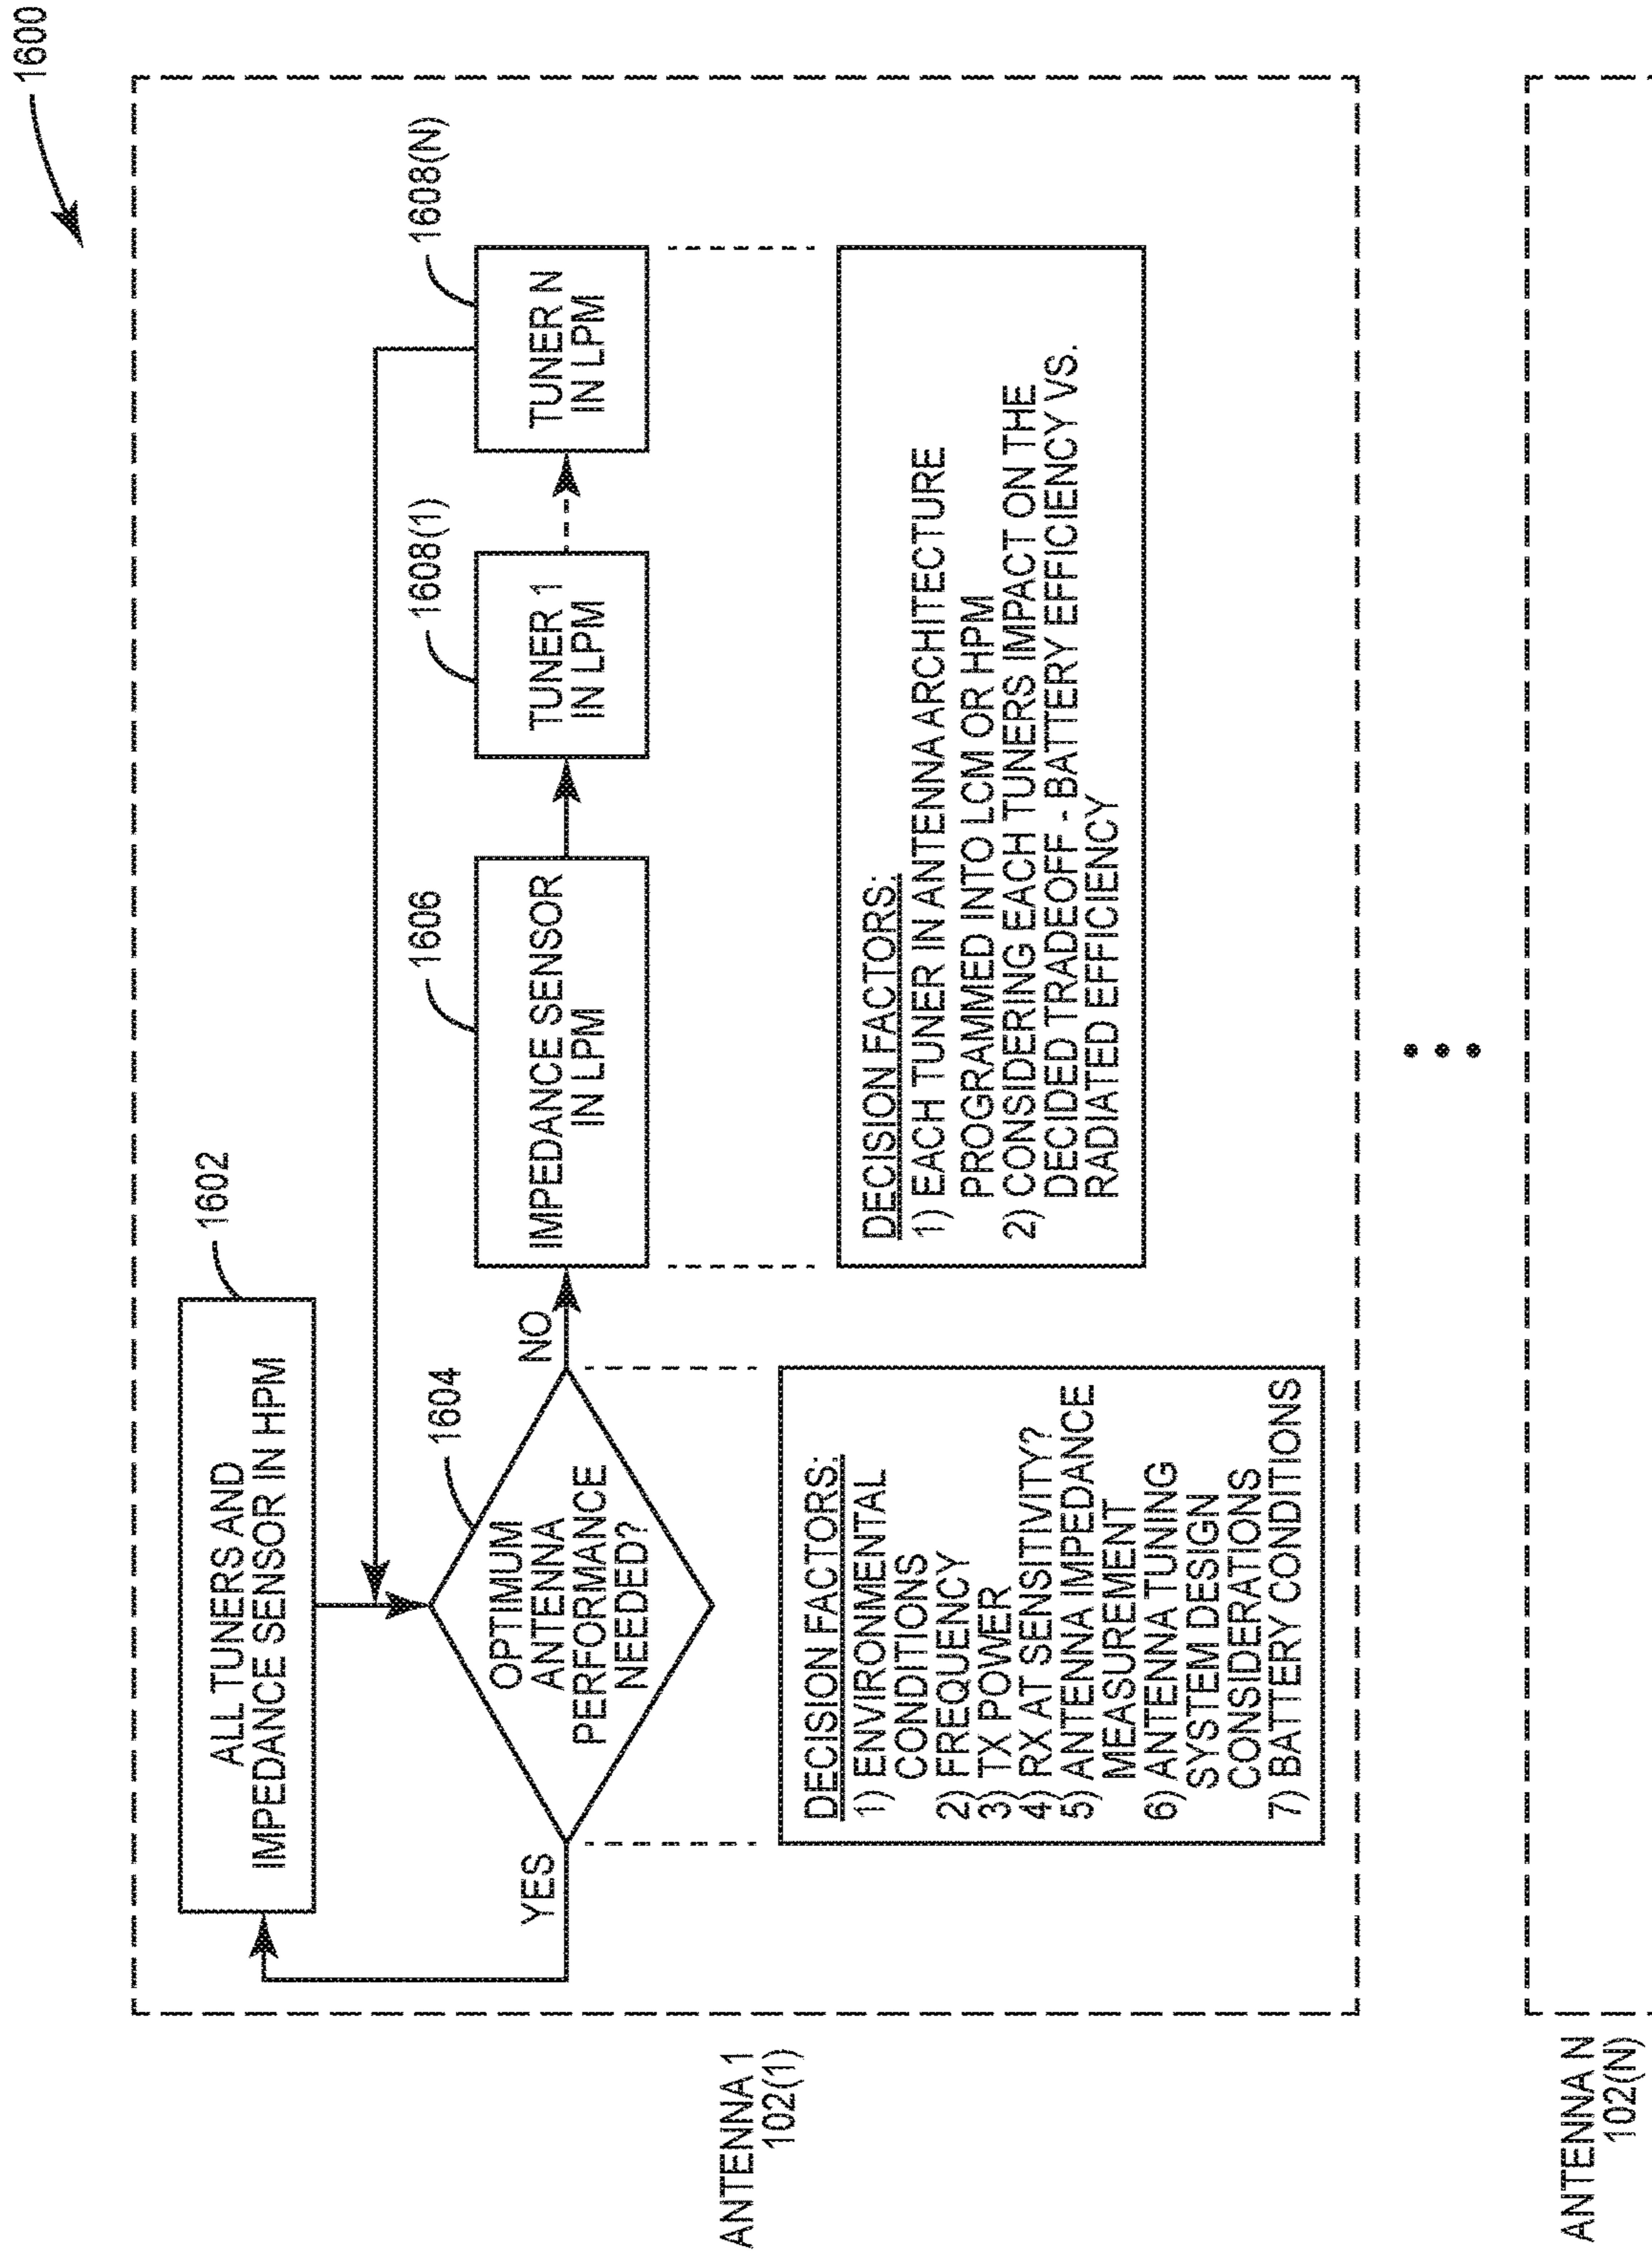 1600
1602
ALL TUNERS AND
IMPEDANCE SENSOR IN HPM
1604
OPTIMUM
ANTENNA
PERFORMANCE
NEEDED?
YES
NO
1606
IMPEDANCE SENSOR
IN LPM
1608(1)
TUNER 1
IN LPM
1608(N)
TUNER N
IN LPM
DECISION FACTORS:
1) ENVIRONMENTAL
CONDITIONS
2) FREQUENCY
3) TX POWER
4) RX AT SENSITIVITY?
5) ANTENNA IMPEDANCE
MEASUREMENT
6) ANTENNA TUNING
SYSTEM DESIGN
CONSIDERATIONS
7) BATTERY CONDITIONS
DECISION FACTORS:
1) EACH TUNER IN ANTENNA ARCHITECTURE
PROGRAMMED INTO LCM OR HPM
2) CONSIDERING EACH TUNERS IMPACT ON THE
DECIDED TRADEOFF - BATTERY EFFICIENCY VS.
RADIATED EFFICIENCY
ANTENNA 1
102(1)
ANTENNA N
102(N)